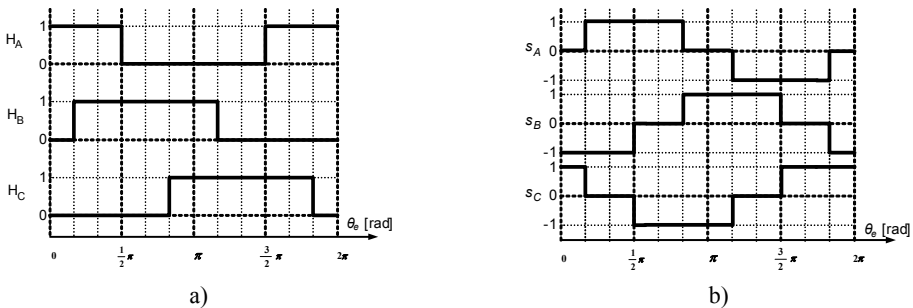 H_A 1 0
H_B 1 0
H_C 1 0
θ_e [rad]
0 1/2 π π 3/2 π 2π
a)
s_A 1 0 -1
s_B 1 0 -1
s_C 1 0 -1
θ_e [rad]
0 1/2 π π 3/2 π 2π
b)